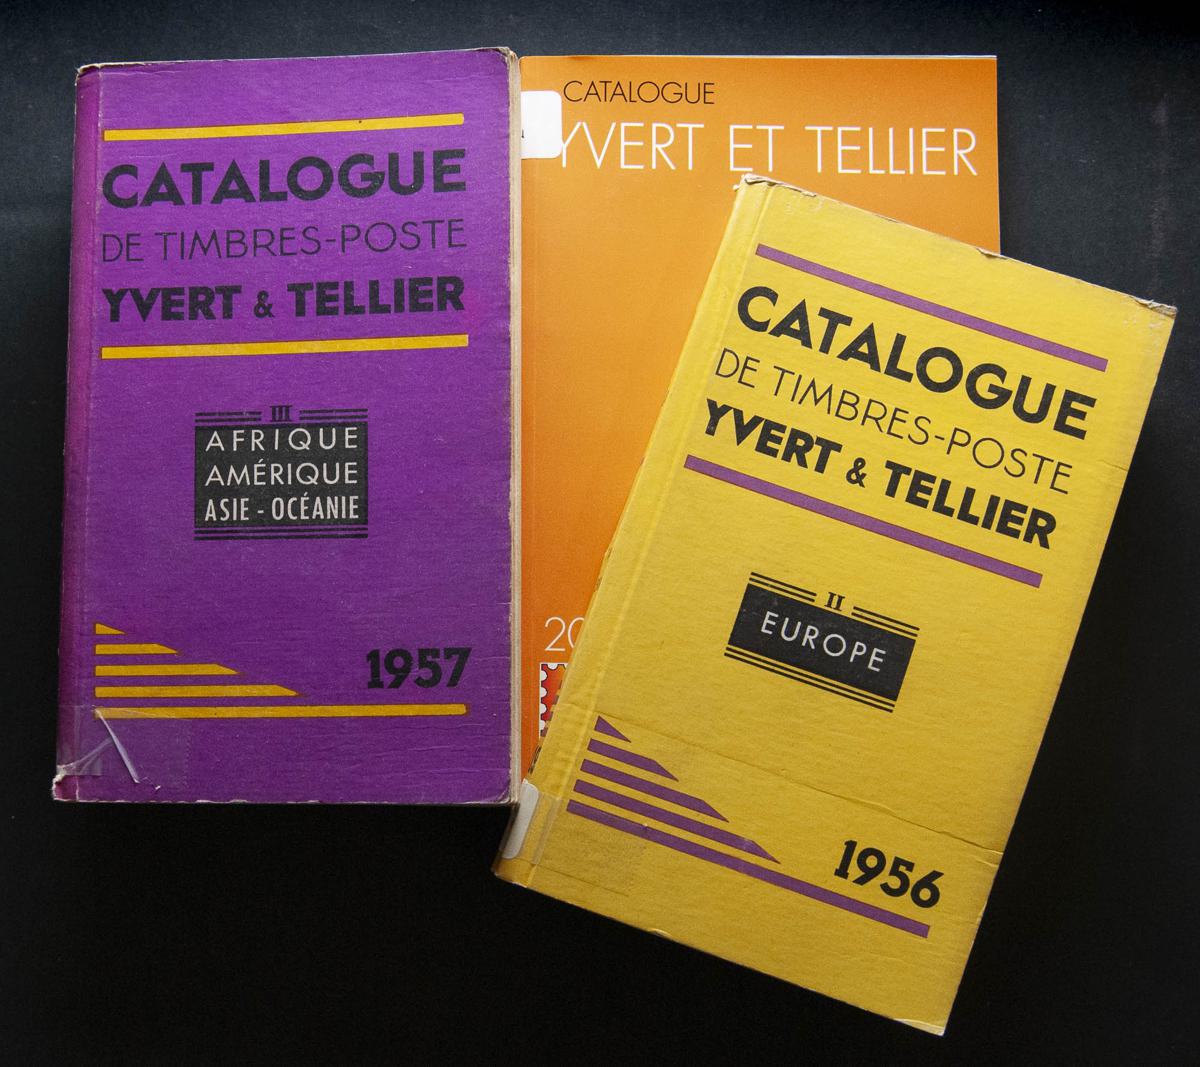 CATALOGUE
DE TIMBRES-POSTE
YVERT & TELLIER
III
AFRIQUE
AMÉRIQUE
ASIE - OCÉANIE
1957
CATALOGUE
YVERT ET TELLIER
20
CATALOGUE
DE TIMBRES-POSTE
YVERT & TELLIER
II
EUROPE
1956